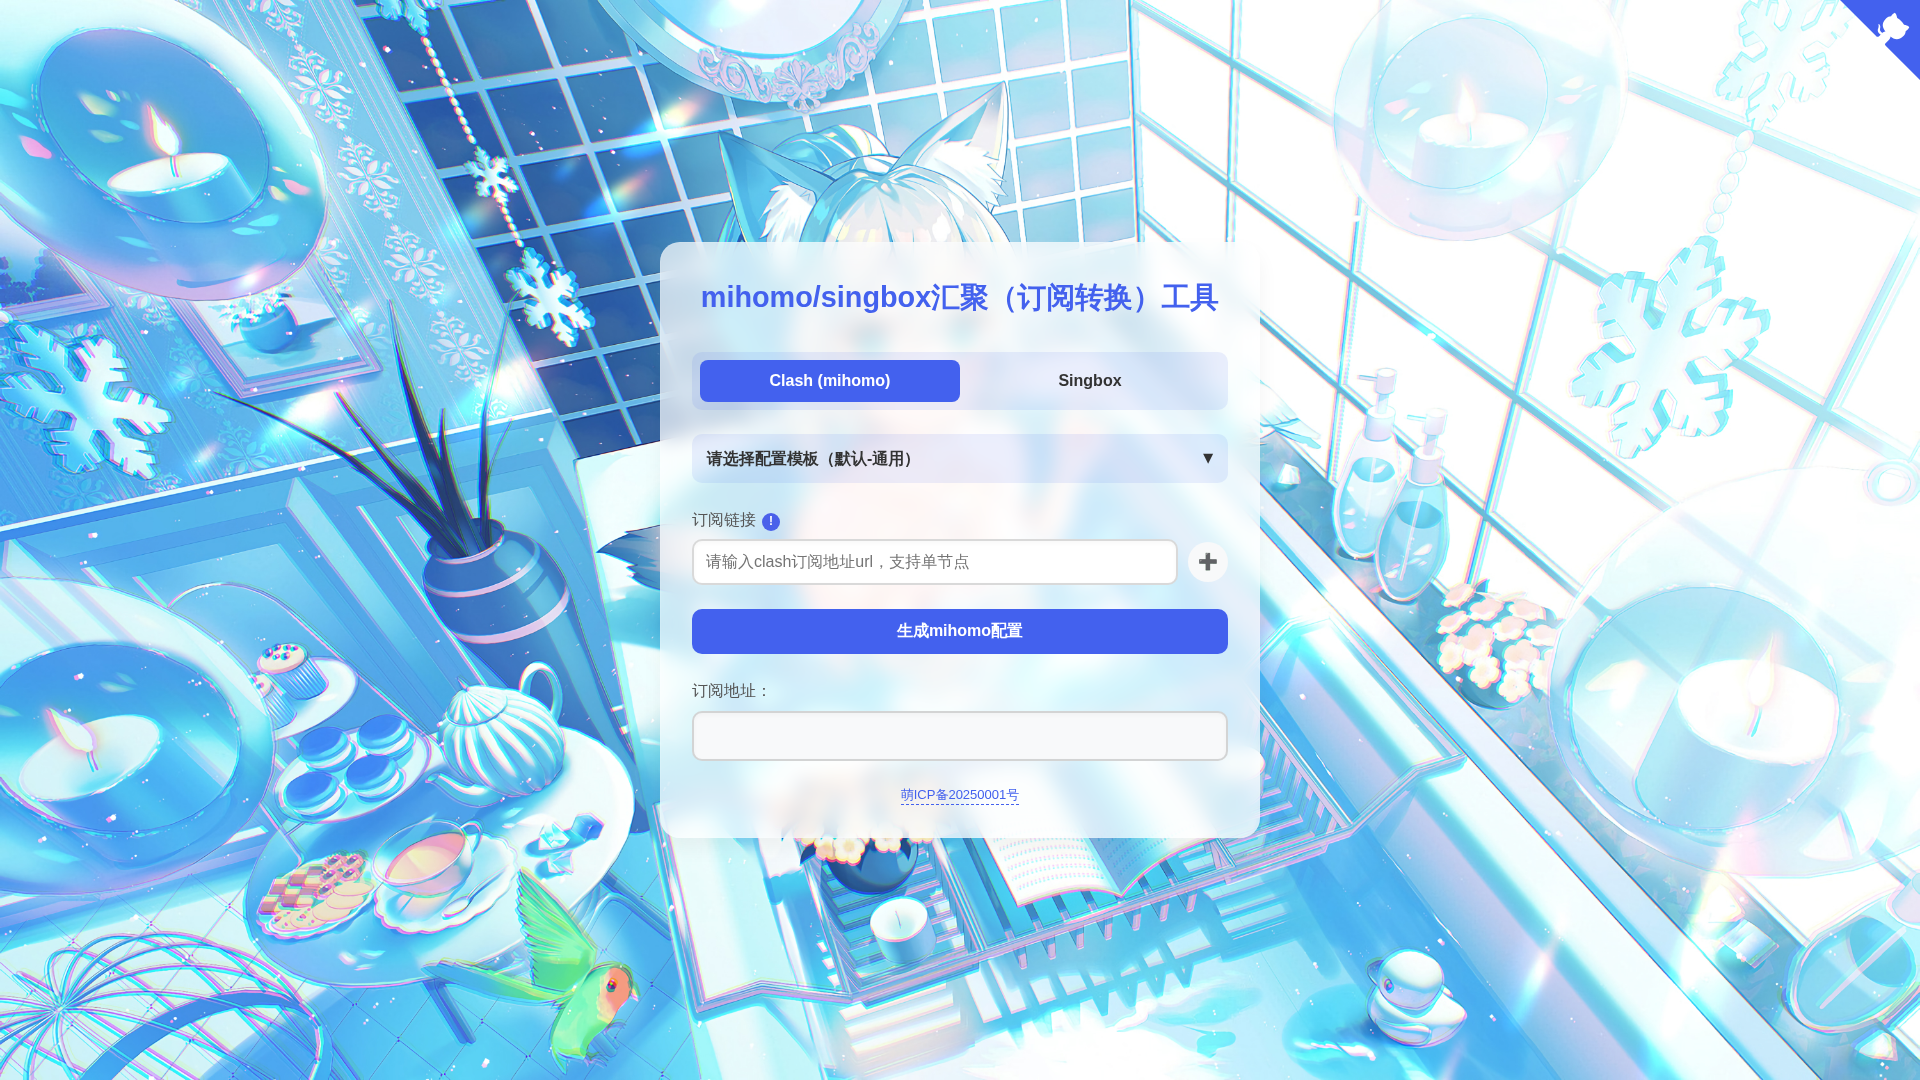 mihomo/singbox汇聚（订阅转换）工具
Clash (mihomo)
Singbox
请选择配置模板（默认-通用）
订阅链接 !
请输入clash订阅地址url，支持单节点
生成mihomo配置
订阅地址：
萌ICP备20250001号